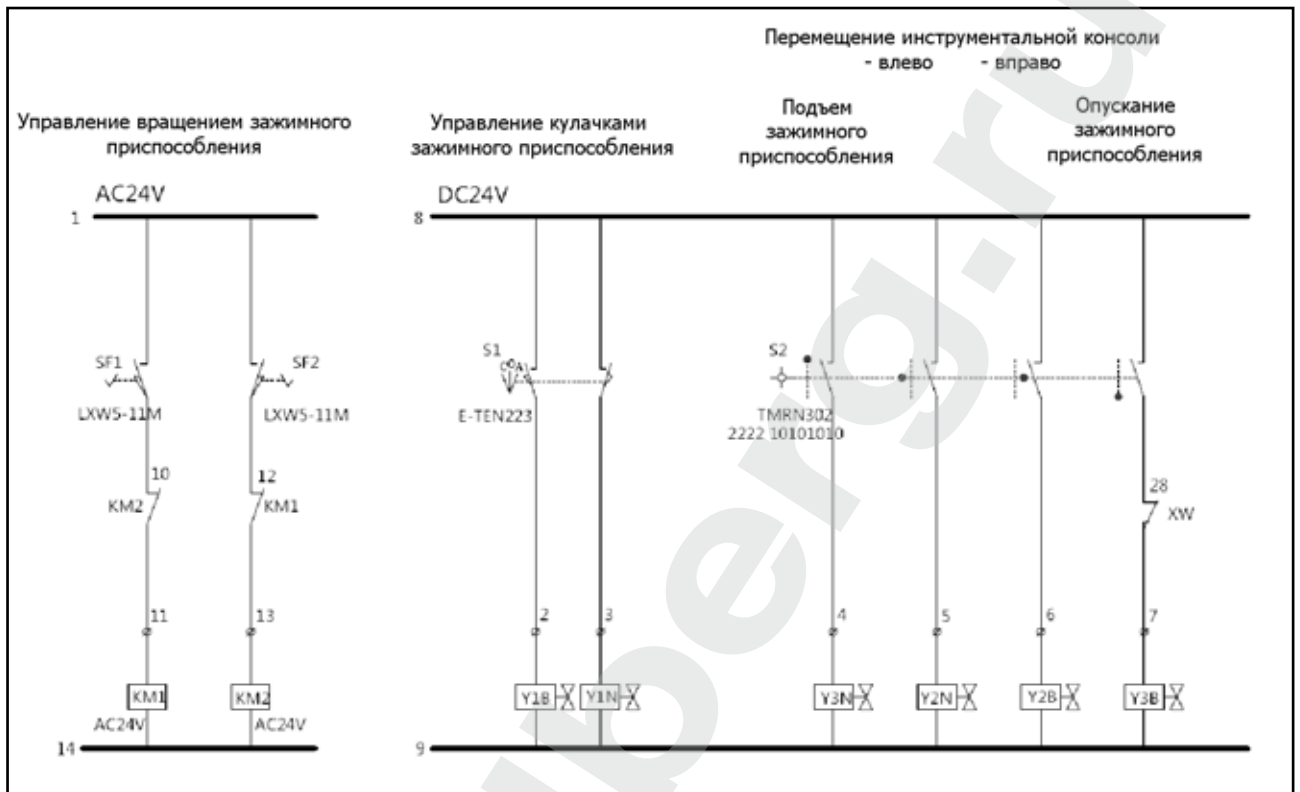 Перемещение инструментальной консоли
- влево - вправо
Управление вращением зажимного
приспособления
Управление кулачками
зажимного приспособления
Подъем
зажимного
приспособления
Опускание
зажимного
приспособления
AC24V
DC24V
1
8
SF1
SF2
LXW5-11M
LXW5-11M
S1
E-TEN223
S2
TMRN302
2222 10101010
10
12
KM2
KM1
28
XW
11
13
2
3
4
5
6
7
KM1
KM2
Y1B
Y1N
Y3N
Y2N
Y2B
Y3B
AC24V
AC24V
14
9
berg.ru